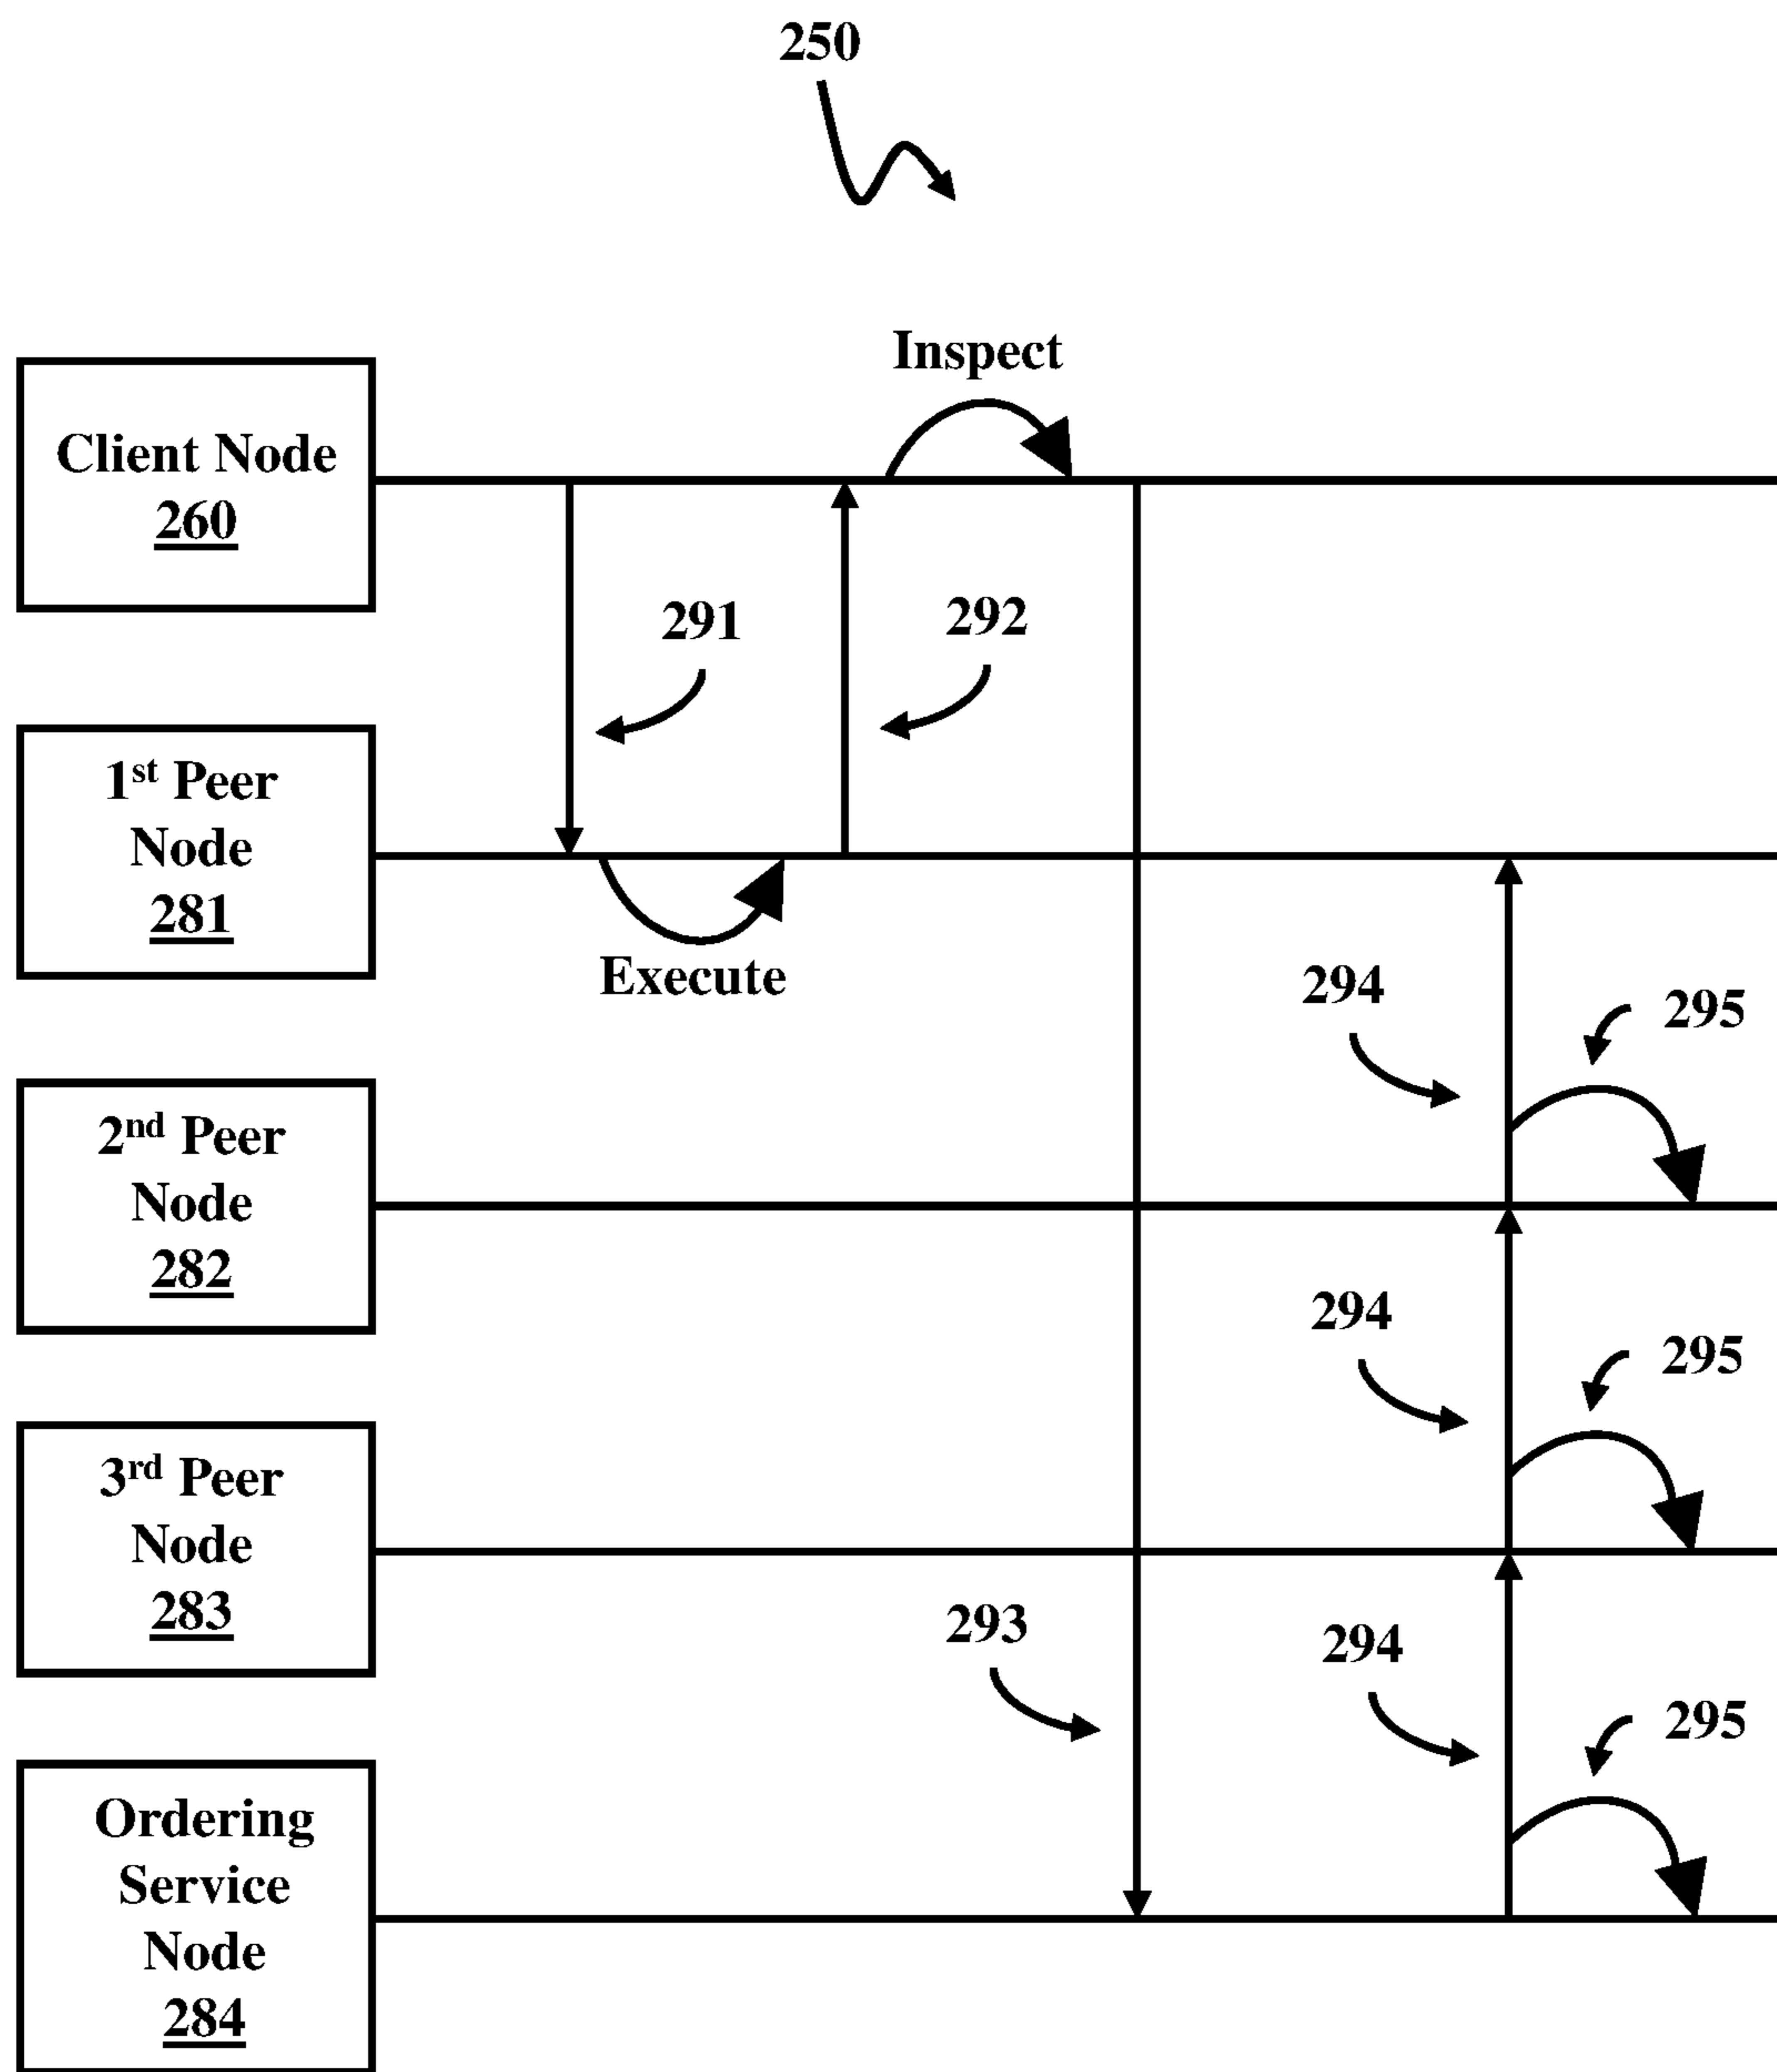 250
Inspect
Client Node
260
291
292
1st Peer
Node
281
Execute
294
295
2nd Peer
Node
282
294
295
3rd Peer
Node
283
293
294
295
Ordering
Service
Node
284